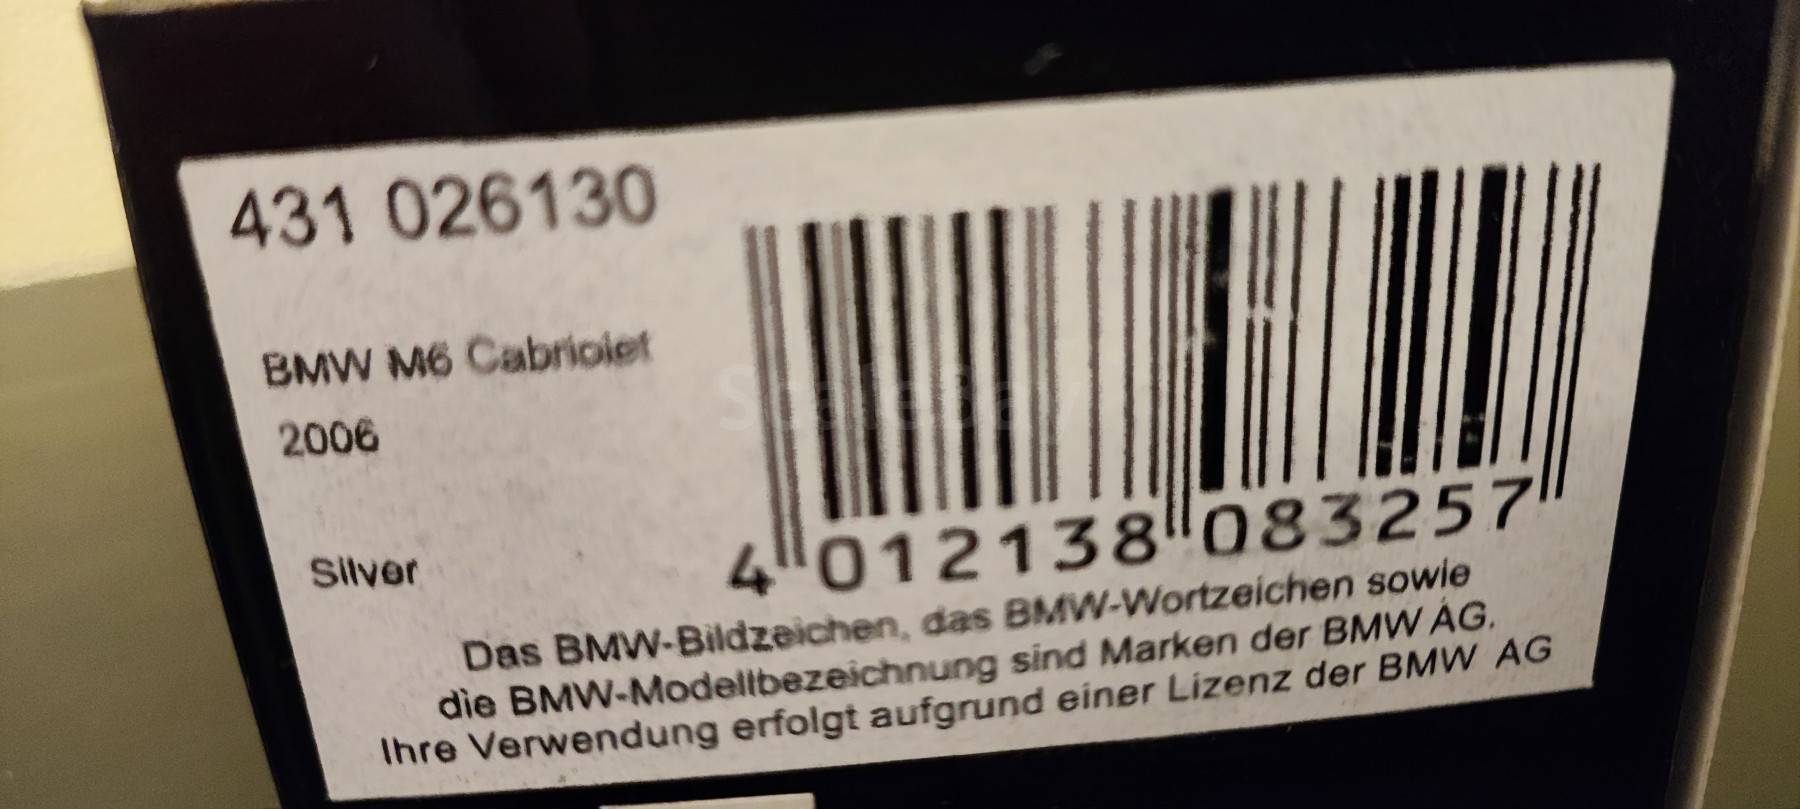 431 026130
BMW M6 Cabriolet
2006
Silver
4 012138 083257
Das BMW-Bildzeichen, das BMW-Wortzeichen sowie
die BMW-Modellbezeichnung sind Marken der BMW AG.
Ihre Verwendung erfolgt aufgrund einer Lizenz der BMW AG
ScaleBay